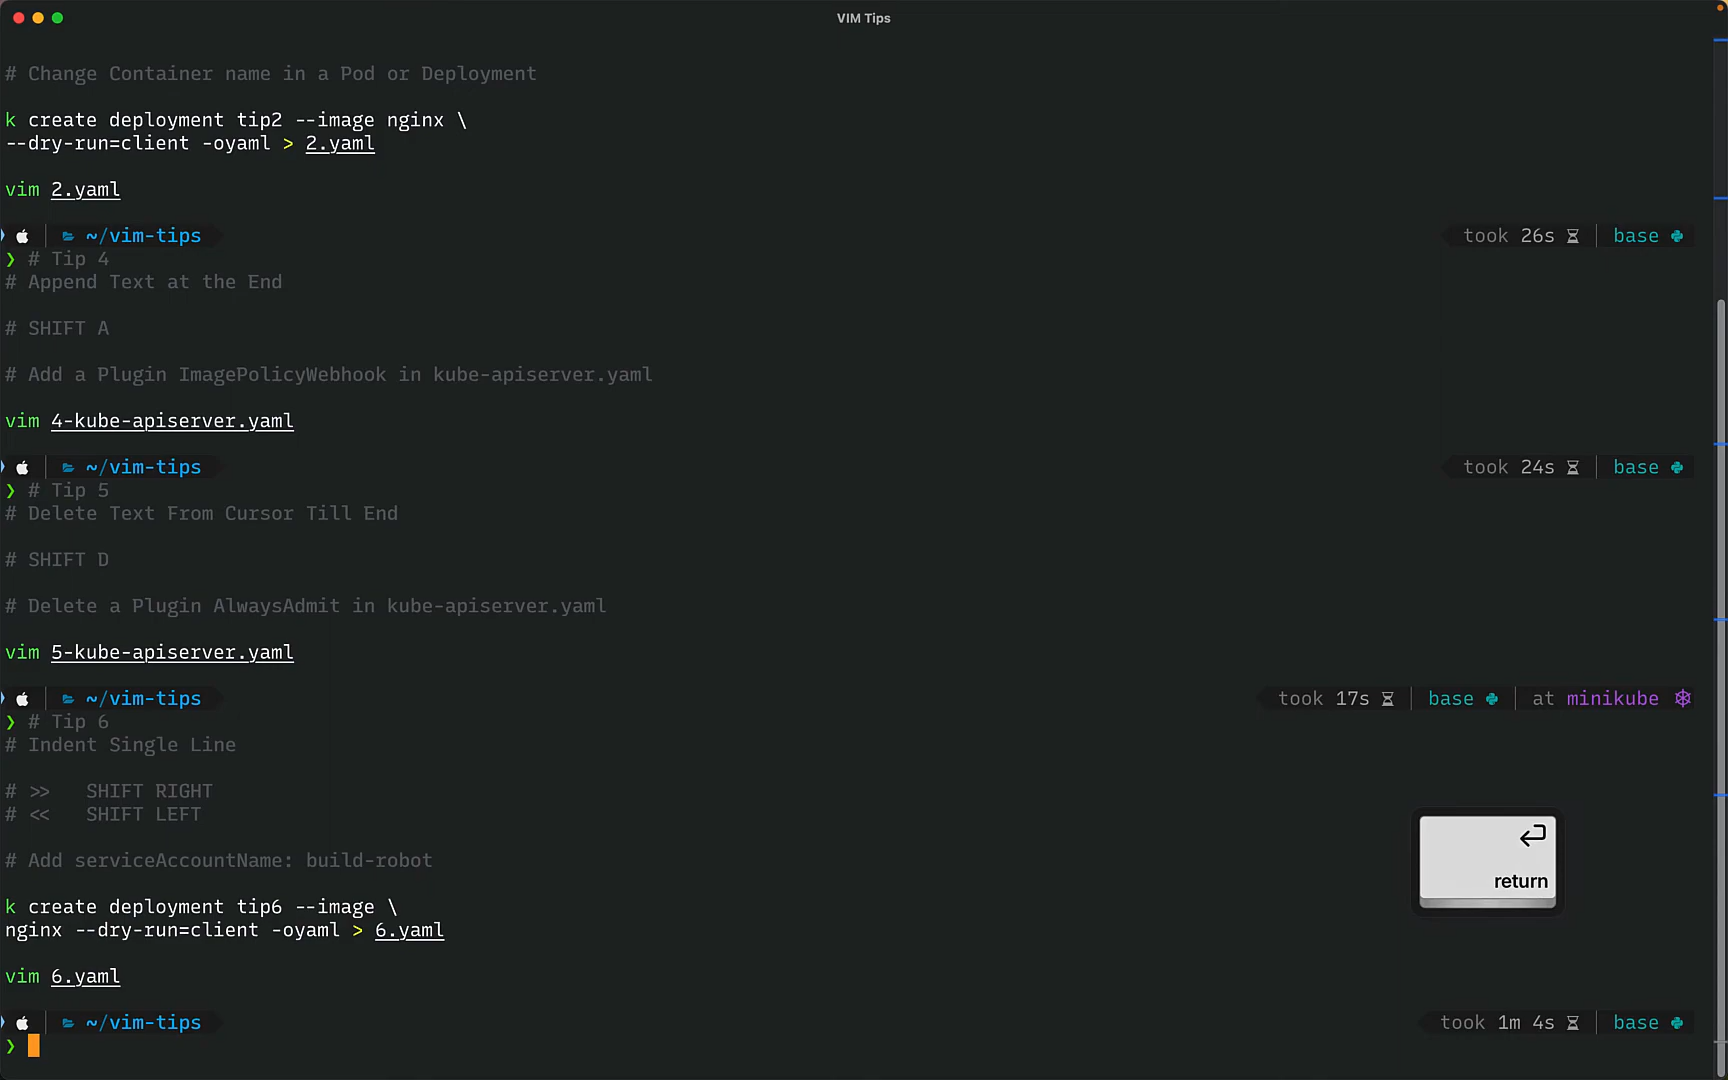 VIM Tips
# Change Container name in a Pod or Deployment
k create deployment tip2 --image nginx \
--dry-run=client -oyaml > 2.yaml
vim 2.yaml
~/vim-tips took 26s base
❯ # Tip 4
# Append Text at the End
# SHIFT A
# Add a Plugin ImagePolicyWebhook in kube-apiserver.yaml
vim 4-kube-apiserver.yaml
~/vim-tips took 24s base
❯ # Tip 5
# Delete Text From Cursor Till End
# SHIFT D
# Delete a Plugin AlwaysAdmit in kube-apiserver.yaml
vim 5-kube-apiserver.yaml
~/vim-tips took 17s base at minikube
❯ # Tip 6
# Indent Single Line
# >> SHIFT RIGHT
# << SHIFT LEFT
# Add serviceAccountName: build-robot
k create deployment tip6 --image \
nginx --dry-run=client -oyaml > 6.yaml
vim 6.yaml
~/vim-tips took 1m 4s base
❯
return